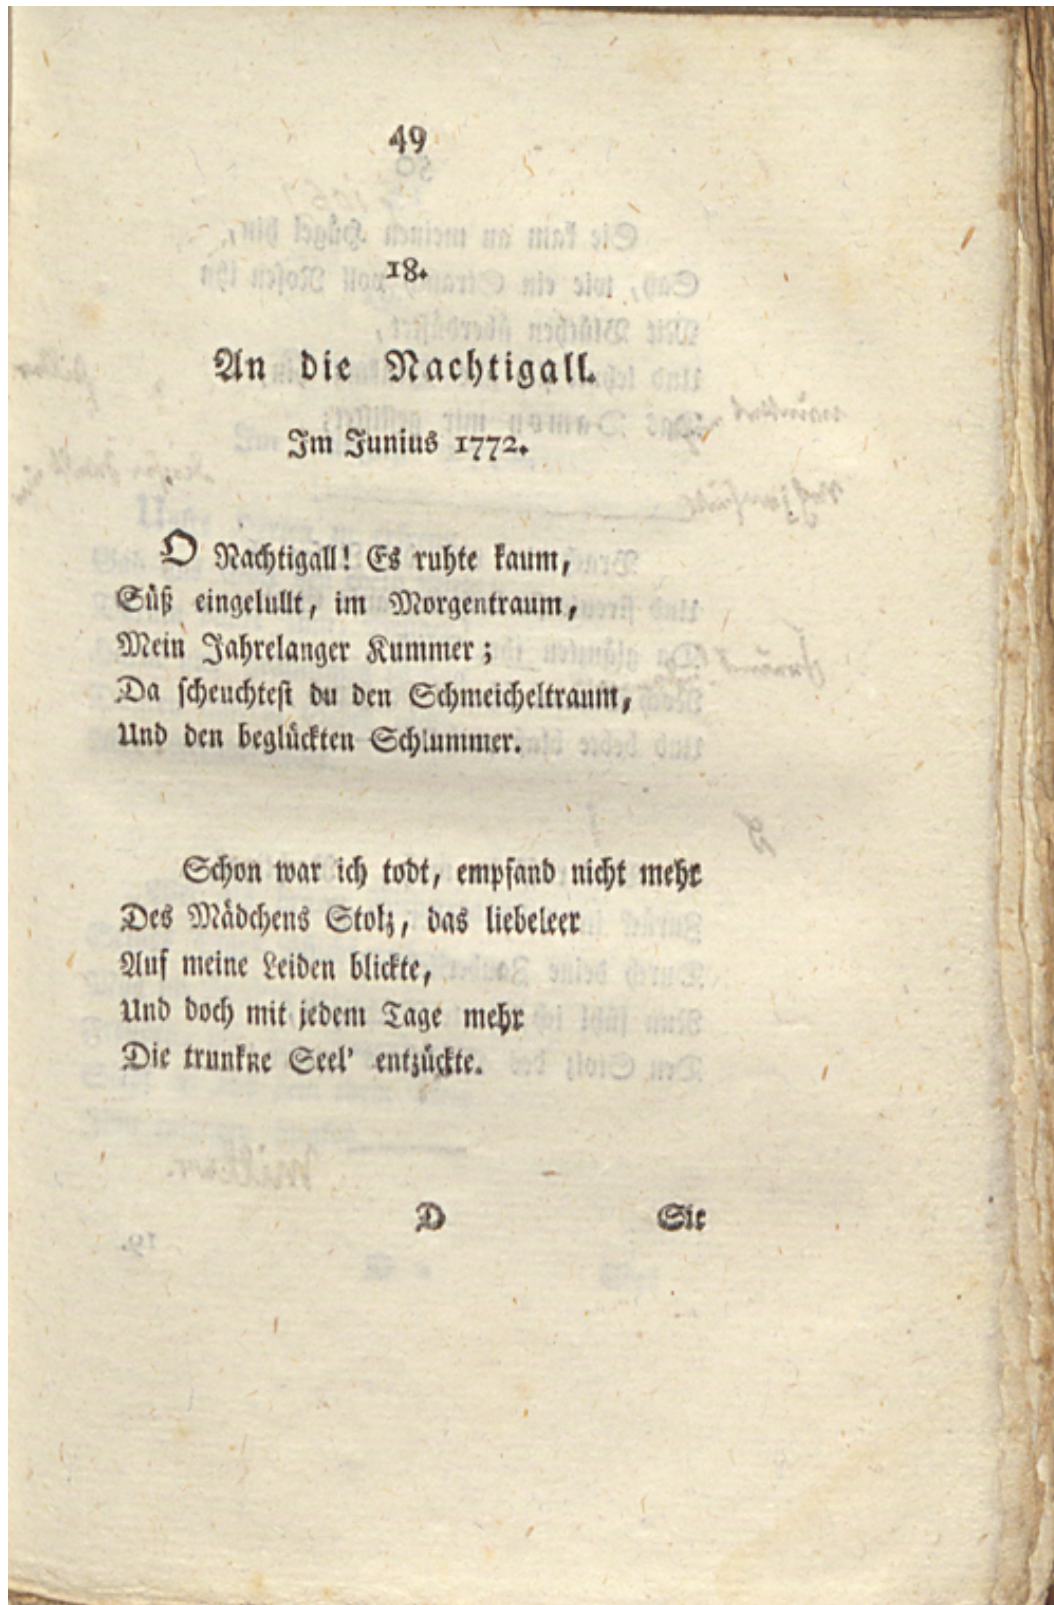 49
18.
An die Nachtigall.
Im Junius 1772.
O Nachtigall! Es ruhte kaum,
Süß eingelullt, im Morgentraum,
Mein Jahrelanger Kummer;
Da scheuchtest du den Schmeicheltraum,
Und den beglückten Schlummer.
Schon war ich todt, empfand nicht mehr
Des Mädchens Stolz, das liebeleer
Auf meine Leiden blickte,
Und doch mit jedem Tage mehr
Die trunkne Seel' entzückte.
D Sie